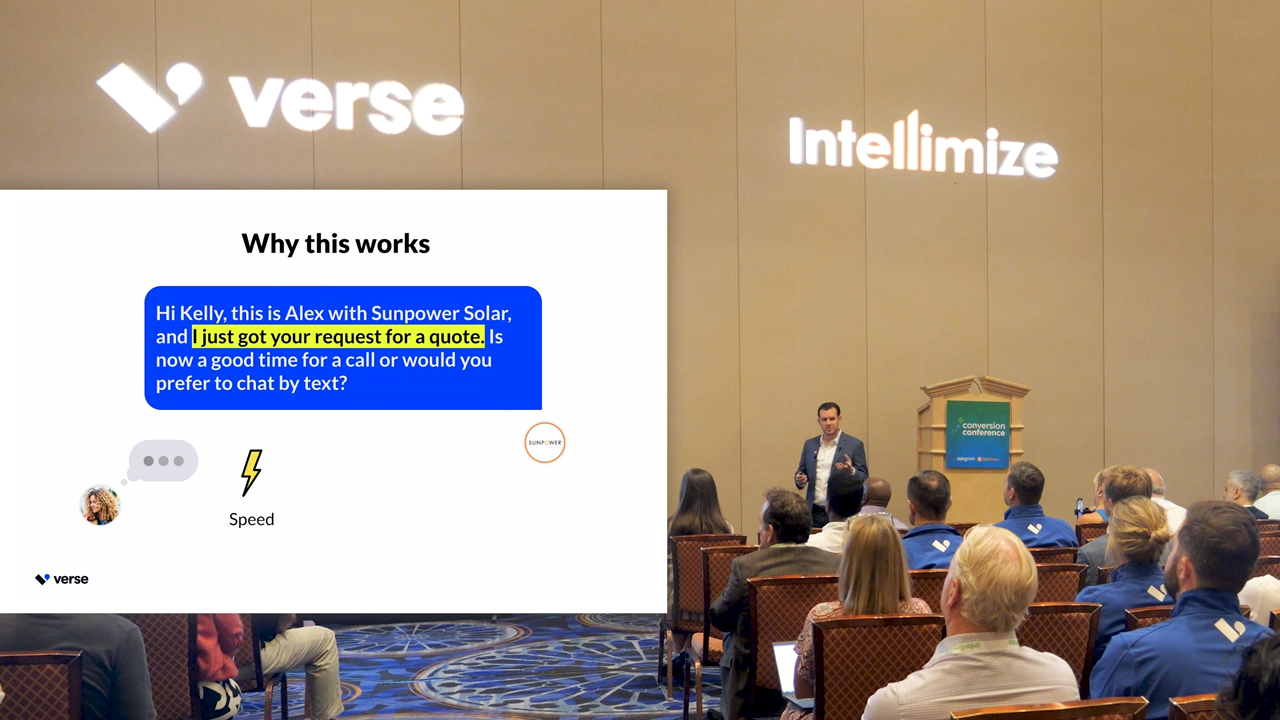 verse
Intellimize
Why this works
Hi Kelly, this is Alex with Sunpower Solar,
and I just got your request for a quote. Is
now a good time for a call or would you
prefer to chat by text?
SUNPOWER
Speed
verse
conversion
conference